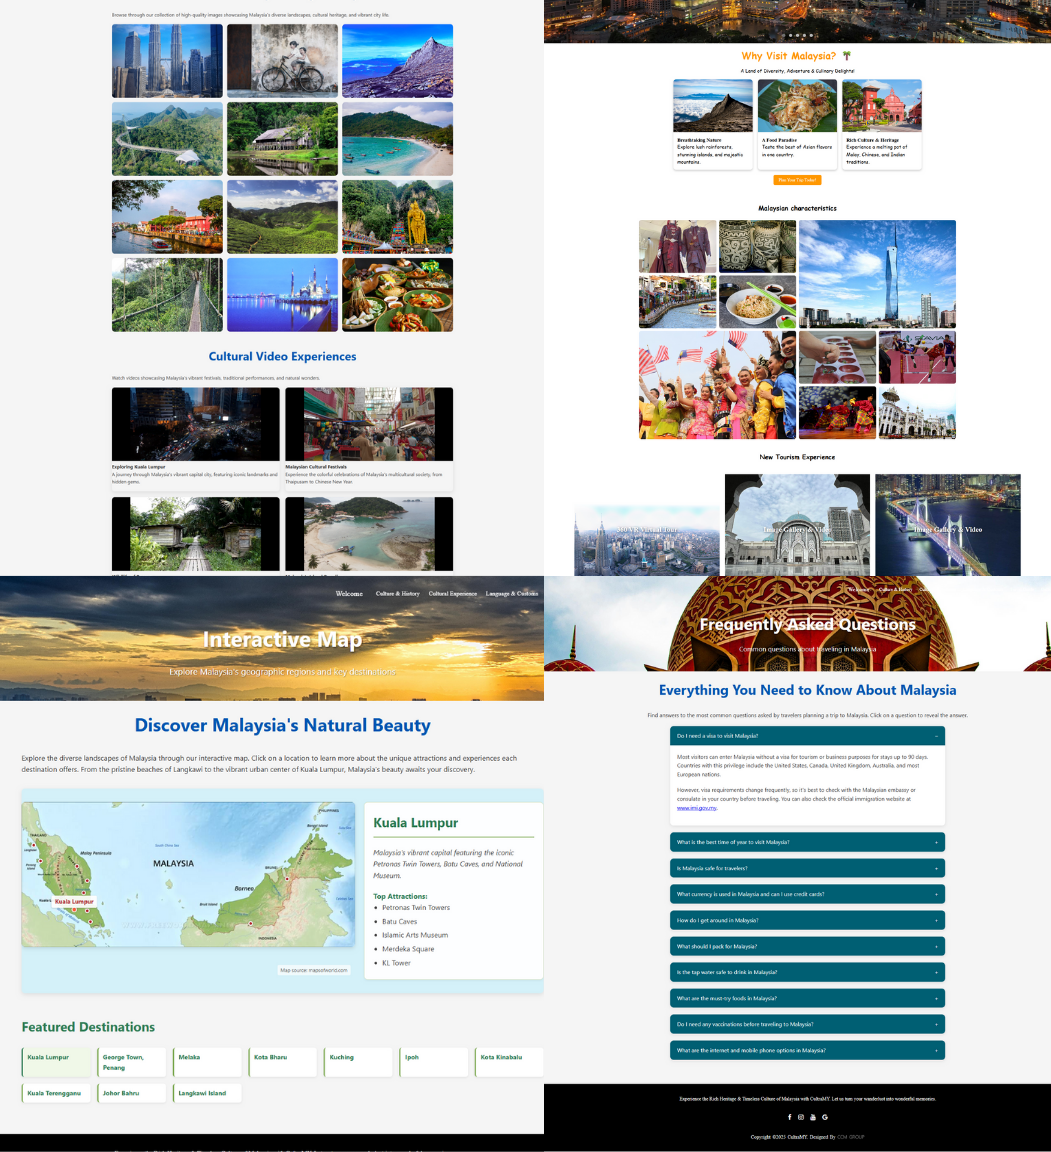 Browse through our collection of high-quality images showcasing Malaysia's diverse landscapes, cultural heritage, and vibrant city life.
Cultural Video Experiences
Watch videos showcasing Malaysia's vibrant festivals, traditional performances, and natural wonders.
Exploring Kuala Lumpur
A journey through Malaysia's vibrant capital city, featuring iconic landmarks and
hidden gems.
Malaysian Cultural Festivals
Experience the colorful celebrations of Malaysia's multicultural society, from
Thaipusam to Chinese New Year.
Why Visit Malaysia? 🌴
A Land of Diversity, Adventure & Culinary Delights!
Breathtaking Nature
Explore lush rainforests,
stunning islands, and majestic
mountains.
A Food Paradise
Taste the best of Asian flavors
in one country.
Rich Culture & Heritage
Experience a melting pot of
Malay, Chinese, and Indian
traditions.
Plan Your Trip Today!
Malaysian characteristics
New Tourism Experience
360 VR Virtual Tour
Image Gallery & Video
Image Gallery & Video
Welcome
Culture & History
Cultural Experience
Language & Customs
Interactive Map
Explore Malaysia's geographic regions and key destinations
Discover Malaysia's Natural Beauty
Explore the diverse landscapes of Malaysia through our interactive map. Click on a location to learn more about the unique attractions and experiences each
destination offers. From the pristine beaches of Langkawi to the vibrant urban center of Kuala Lumpur, Malaysia's beauty awaits your discovery.
PHILIPPINES
THAILAND
South China Sea
Malay Peninsula
MALAYSIA
BRUNEI
Borneo
Kuala Lumpur
INDONESIA
Map source: mapsofworld.com
Kuala Lumpur
Malaysia's vibrant capital featuring the iconic
Petronas Twin Towers, Batu Caves, and National
Museum.
Top Attractions:
• Petronas Twin Towers
• Batu Caves
• Islamic Arts Museum
• Merdeka Square
• KL Tower
Featured Destinations
Kuala Lumpur
George Town,
Penang
Melaka
Kota Bharu
Kuching
Ipoh
Kota Kinabalu
Kuala Terengganu
Johor Bahru
Langkawi Island
Welcome
Culture & History
Frequently Asked Questions
Common questions about traveling in Malaysia
Everything You Need to Know About Malaysia
Find answers to the most common questions asked by travelers planning a trip to Malaysia. Click on a question to reveal the answer.
Do I need a visa to visit Malaysia? −
Most visitors can enter Malaysia without a visa for tourism or business purposes for stays up to 90 days.
Countries with this privilege include the United States, Canada, United Kingdom, Australia, and most
European nations.
However, visa requirements change frequently, so it's best to check with the Malaysian embassy or
consulate in your country before traveling. You can also check the official immigration website at
www.imi.gov.my.
What is the best time of year to visit Malaysia? +
Is Malaysia safe for travelers? +
What currency is used in Malaysia and can I use credit cards? +
How do I get around in Malaysia? +
What should I pack for Malaysia? +
Is the tap water safe to drink in Malaysia? +
What are the must-try foods in Malaysia? +
Do I need any vaccinations before traveling to Malaysia? +
What are the internet and mobile phone options in Malaysia? +
Experience the Rich Heritage & Timeless Culture of Malaysia with CultraMY. Let us turn your wanderlust into wonderful memories.
Copyright ©2025 CultraMY. Designed By CCM GROUP